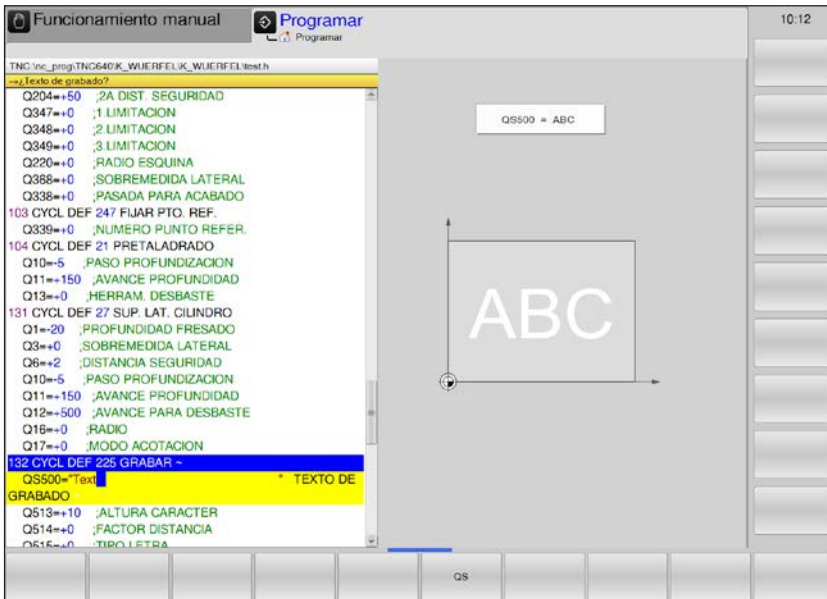 Funcionamiento manual
Programar
Programar
10:12
TNC:\nc_prog\TNC640\K_WUERFEL\K_WUERFEL\test.h
→¿Texto de grabado?
Q204=+50 ;2A DIST. SEGURIDAD
Q347=+0 ;1.LIMITACION
Q348=+0 ;2.LIMITACION
Q349=+0 ;3.LIMITACION
Q220=+0 ;RADIO ESQUINA
Q368=+0 ;SOBREMEDIDA LATERAL
Q338=+0 ;PASADA PARA ACABADO
103 CYCL DEF 247 FIJAR PTO. REF.
Q339=+0 ;NUMERO PUNTO REFER.
104 CYCL DEF 21 PRETALADRADO
Q10=-5 ;PASO PROFUNDIZACION
Q11=+150 ;AVANCE PROFUNDIDAD
Q13=+0 ;HERRAM. DESBASTE
131 CYCL DEF 27 SUP. LAT. CILINDRO
Q1=-20 ;PROFUNDIDAD FRESADO
Q3=+0 ;SOBREMEDIDA LATERAL
Q6=+2 ;DISTANCIA SEGURIDAD
Q10=-5 ;PASO PROFUNDIZACION
Q11=+150 ;AVANCE PROFUNDIDAD
Q12=+500 ;AVANCE PARA DESBASTE
Q16=+0 ;RADIO
Q17=+0 ;MODO ACOTACION
132 CYCL DEF 225 GRABAR ~
QS500="Text " TEXTO DE
GRABADO
Q513=+10 ;ALTURA CARACTER
Q514=+0 ;FACTOR DISTANCIA
Q515=+0 ;TIPO LETRA
QS500 = ABC
ABC
QS